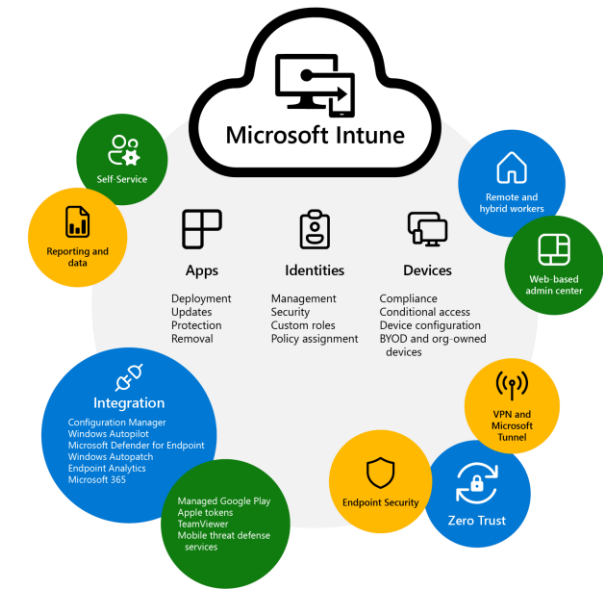 Microsoft Intune
Self-Service
Reporting and
data
Remote and
hybrid workers
Web-based
admin center
Apps
Deployment
Updates
Protection
Removal
Identities
Management
Security
Custom roles
Policy assignment
Devices
Compliance
Conditional access
Device configuration
BYOD and org-owned
devices
Integration
Configuration Manager
Windows Autopilot
Microsoft Defender for Endpoint
Windows Autopatch
Endpoint Analytics
Microsoft 365
Managed Google Play
Apple tokens
TeamViewer
Mobile threat defense
services
VPN and
Microsoft
Tunnel
Endpoint Security
Zero Trust